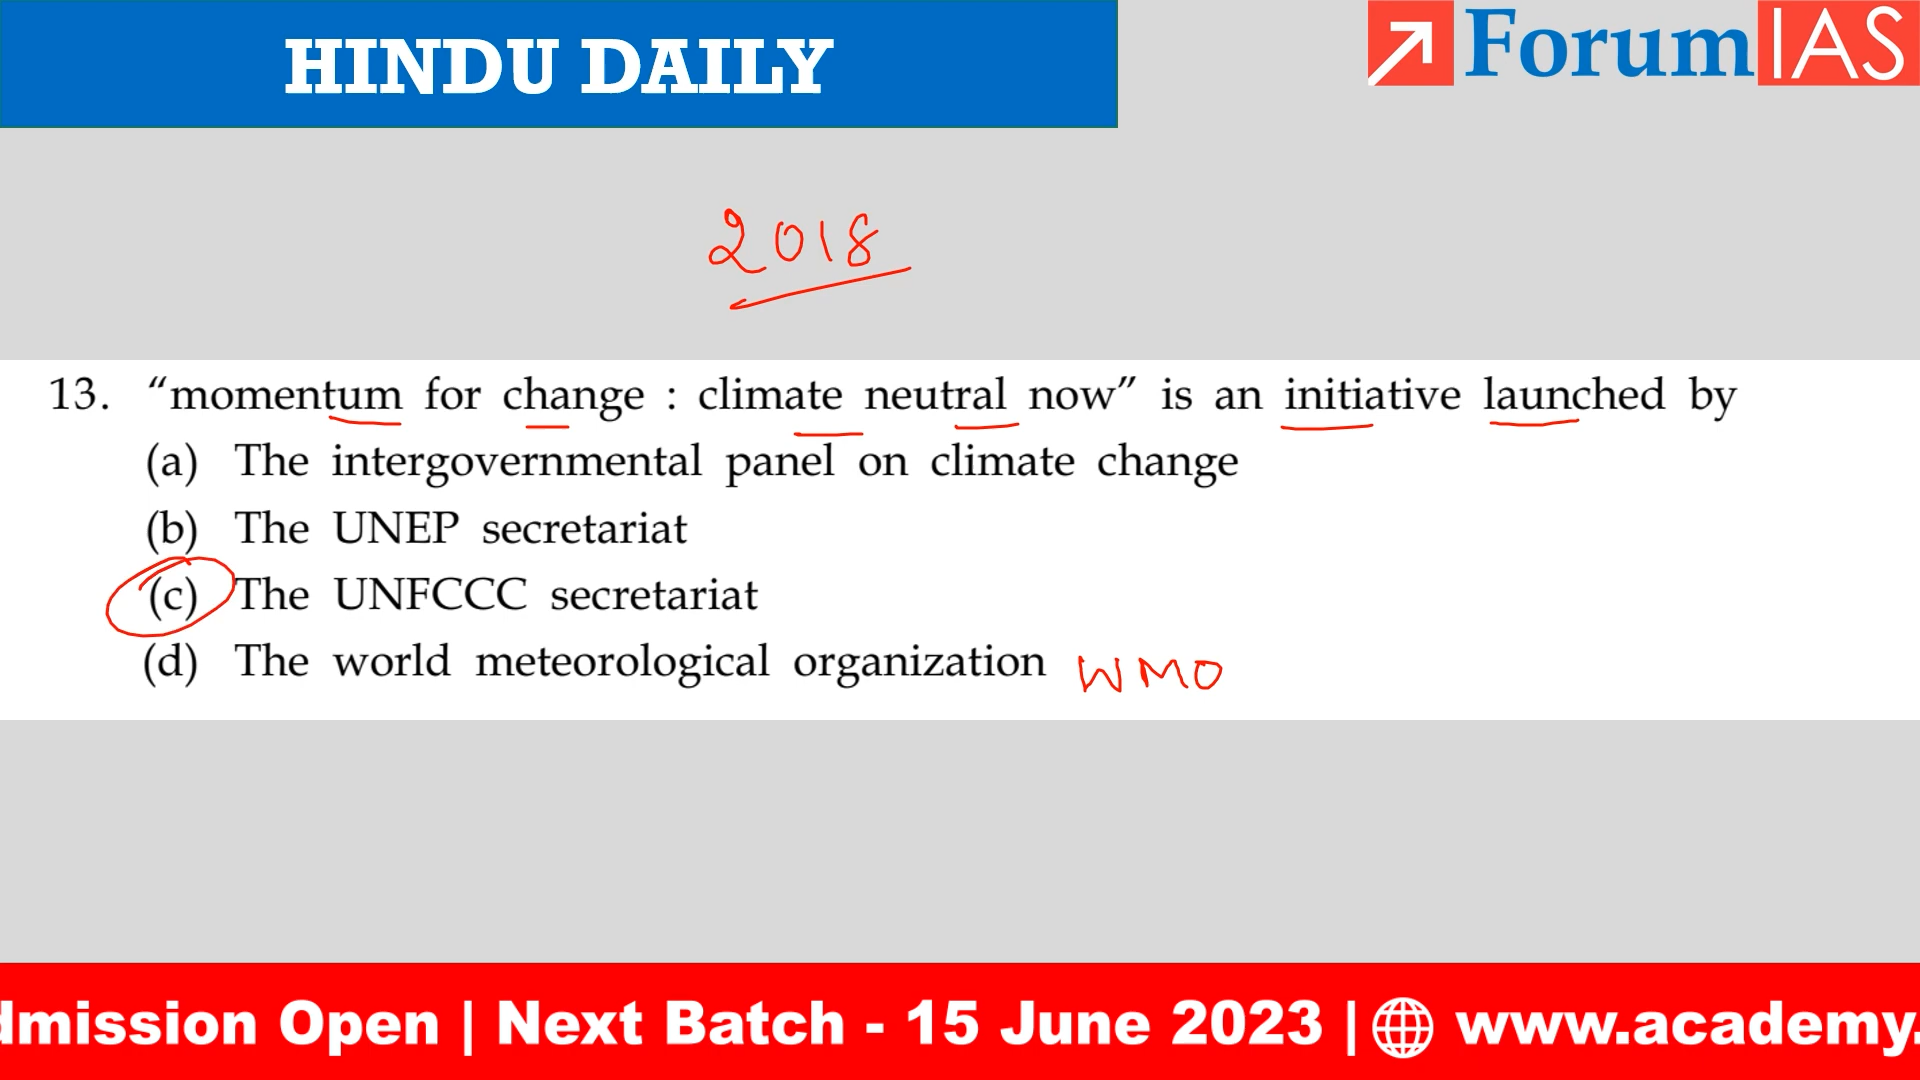 HINDU DAILY
Forum IAS
2018
13. “momentum for change : climate neutral now” is an initiative launched by
(a) The intergovernmental panel on climate change
(b) The UNEP secretariat
(c) The UNFCCC secretariat
(d) The world meteorological organization WMO
dmission Open | Next Batch - 15 June 2023 | www.academy.